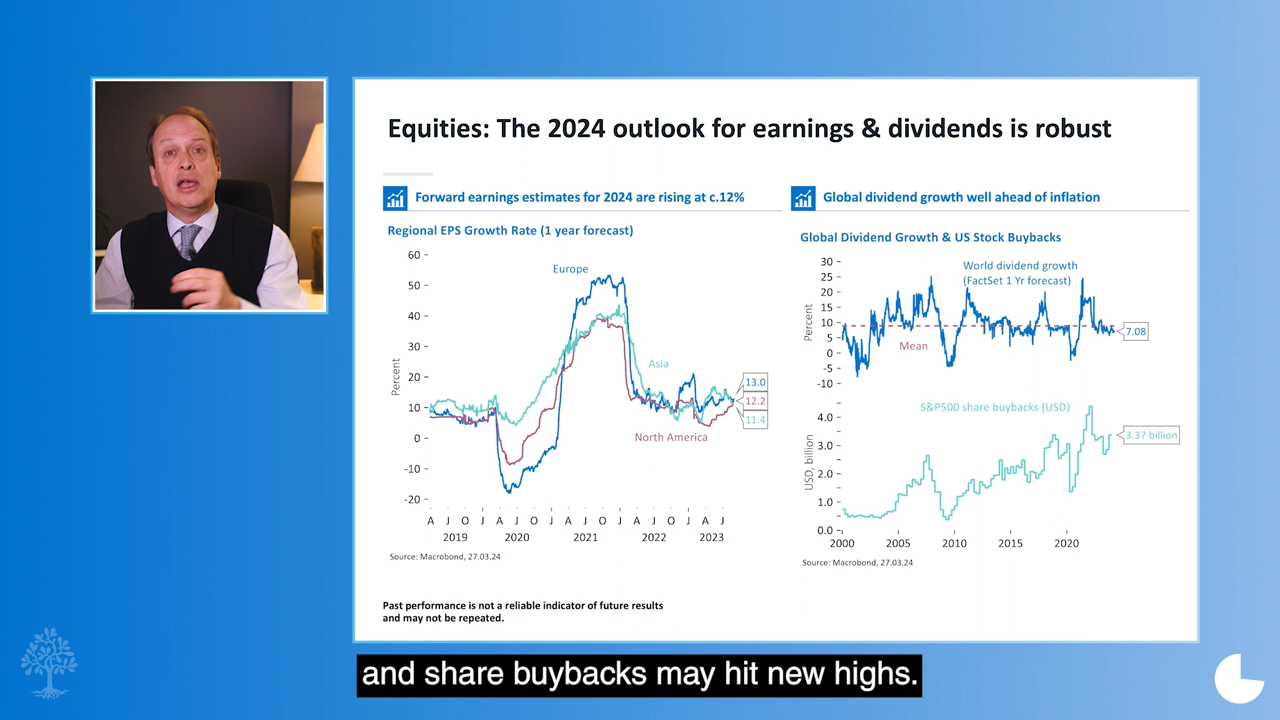 Equities: The 2024 outlook for earnings & dividends is robust
Forward earnings estimates for 2024 are rising at c.12%
Regional EPS Growth Rate (1 year forecast)
Percent
60
50
40
30
20
10
0
-10
-20
Europe
Asia
North America
13.0
12.2
11.4
A J O J A J O J A J O J A J O J A J
2019 2020 2021 2022 2023
Source: Macrobond, 27.03.24
Global dividend growth well ahead of inflation
Global Dividend Growth & US Stock Buybacks
Percent
30
25
20
15
10
5
0
-5
-10
World dividend growth
(FactSet 1 Yr forecast)
Mean
7.08
S&P500 share buybacks (USD)
USD, billion
4.0
3.0
2.0
1.0
0.0
3.37 billion
2000 2005 2010 2015 2020
Source: Macrobond, 27.03.24
Past performance is not a reliable indicator of future results
and may not be repeated.
and share buybacks may hit new highs.